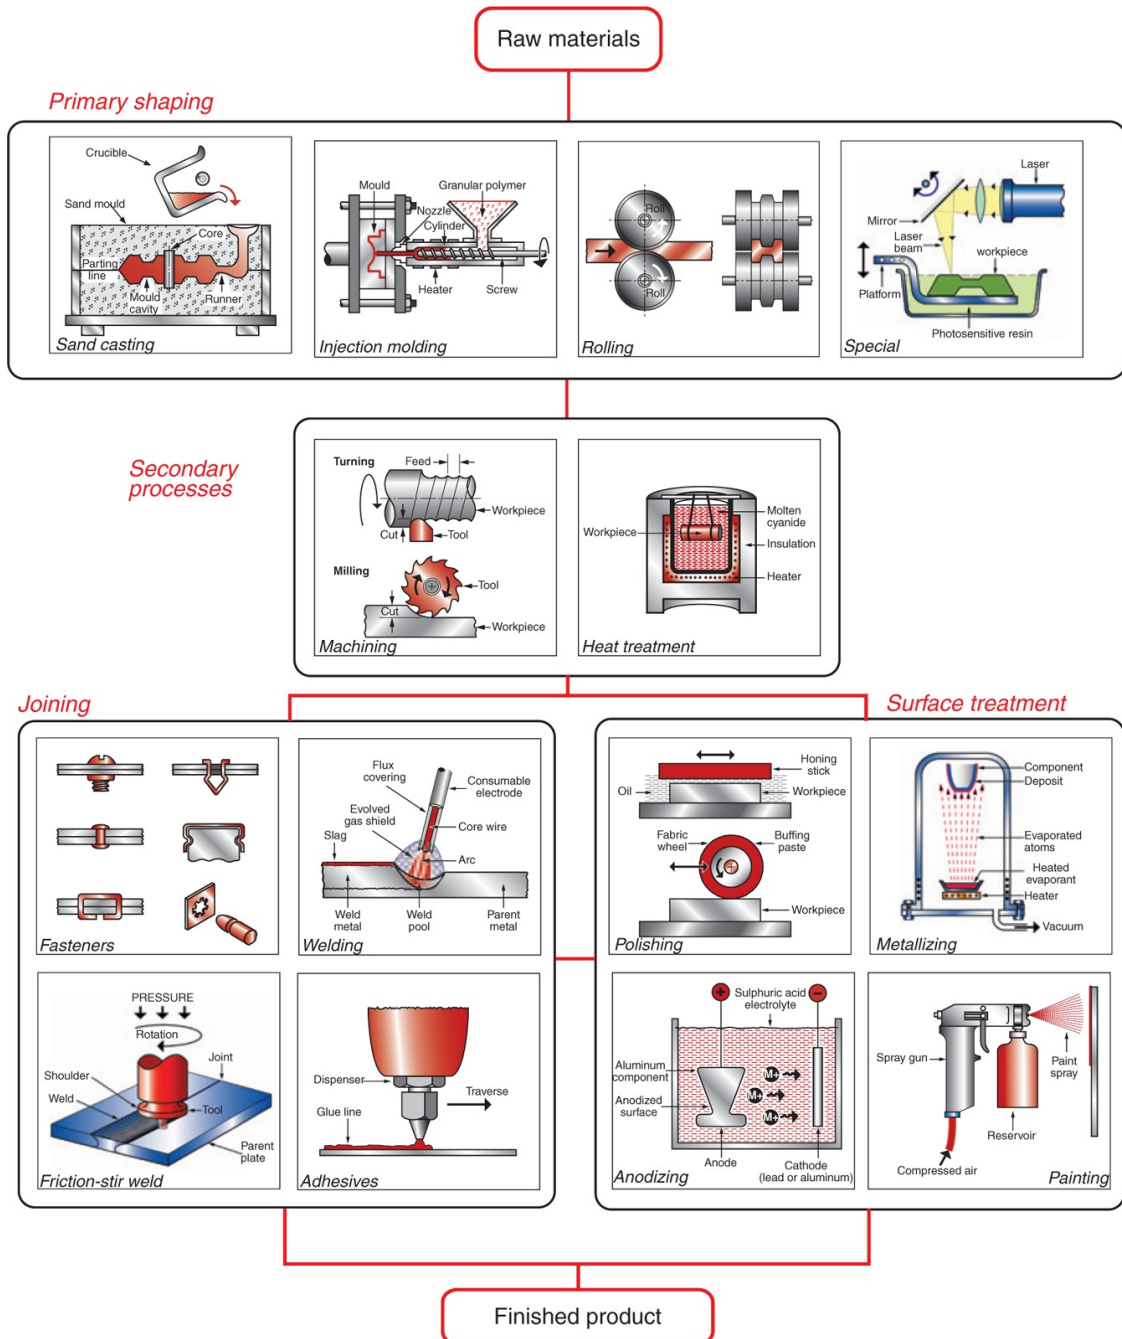 Raw materials
Primary shaping
Crucible
Sand mould
Core
Parting
line
Mould
cavity
Runner
Sand casting
Mould
Granular polymer
Nozzle
Cylinder
Heater
Screw
Injection molding
Roll
Roll
Rolling
Laser
Mirror
Laser
beam
workpiece
Platform
Photosensitive resin
Special
Secondary
processes
Turning
Feed
Workpiece
Cut
Tool
Milling
Tool
Cut
Workpiece
Machining
Molten
cyanide
Workpiece
Insulation
Heater
Heat treatment
Joining
Fasteners
Flux
covering
Consumable
electrode
Evolved
gas shield
Core wire
Slag
Arc
Weld
metal
Weld
pool
Parent
metal
Welding
PRESSURE
Rotation
Joint
Shoulder
Weld
Tool
Parent
plate
Friction-stir weld
Dispenser
Traverse
Glue line
Adhesives
Surface treatment
Honing
stick
Oil
Workpiece
Fabric
wheel
Buffing
paste
Workpiece
Polishing
Component
Deposit
Evaporated
atoms
Heated
evaporant
Heater
Vacuum
Metallizing
+
−
Sulphuric acid
electrolyte
Aluminum
component
M+
Anodized
surface
M+
M+
Anode
Cathode
(lead or aluminum)
Anodizing
Spray gun
Paint
spray
Reservoir
Compressed air
Painting
Finished product